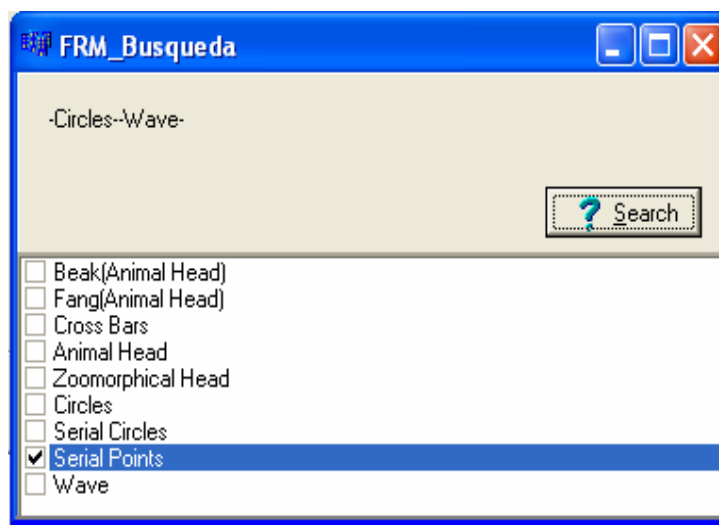 FRM_Busqueda
-Circles--Wave-
? Search
Beak(Animal Head)
Fang(Animal Head)
Cross Bars
Animal Head
Zoomorphical Head
Circles
Serial Circles
Serial Points
Wave